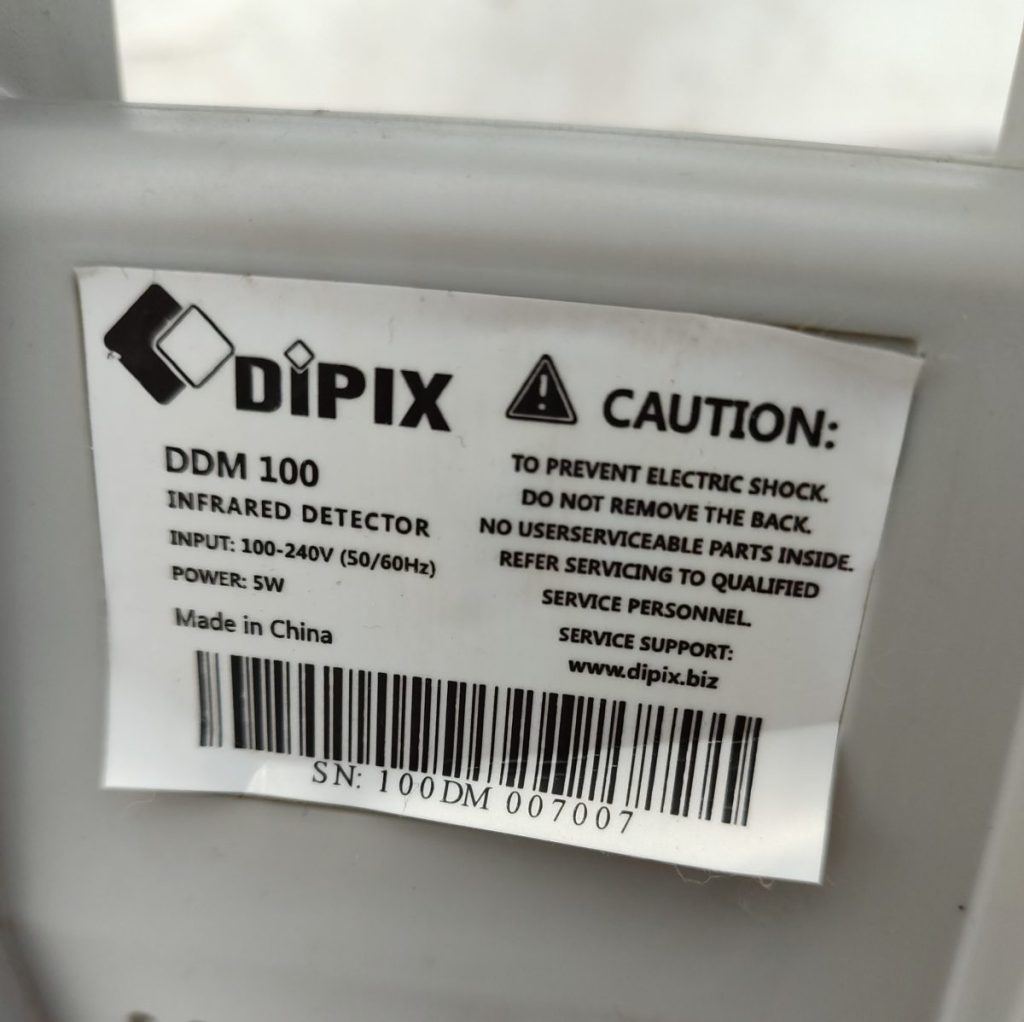 DiPIX
DDM 100
INFRARED DETECTOR
INPUT: 100-240V (50/60Hz)
POWER: 5W
Made in China
CAUTION:
TO PREVENT ELECTRIC SHOCK.
DO NOT REMOVE THE BACK.
NO USERSERVICEABLE PARTS INSIDE.
REFER SERVICING TO QUALIFIED
SERVICE PERSONNEL.
SERVICE SUPPORT:
www.dipix.biz
SN: 100DM 007007